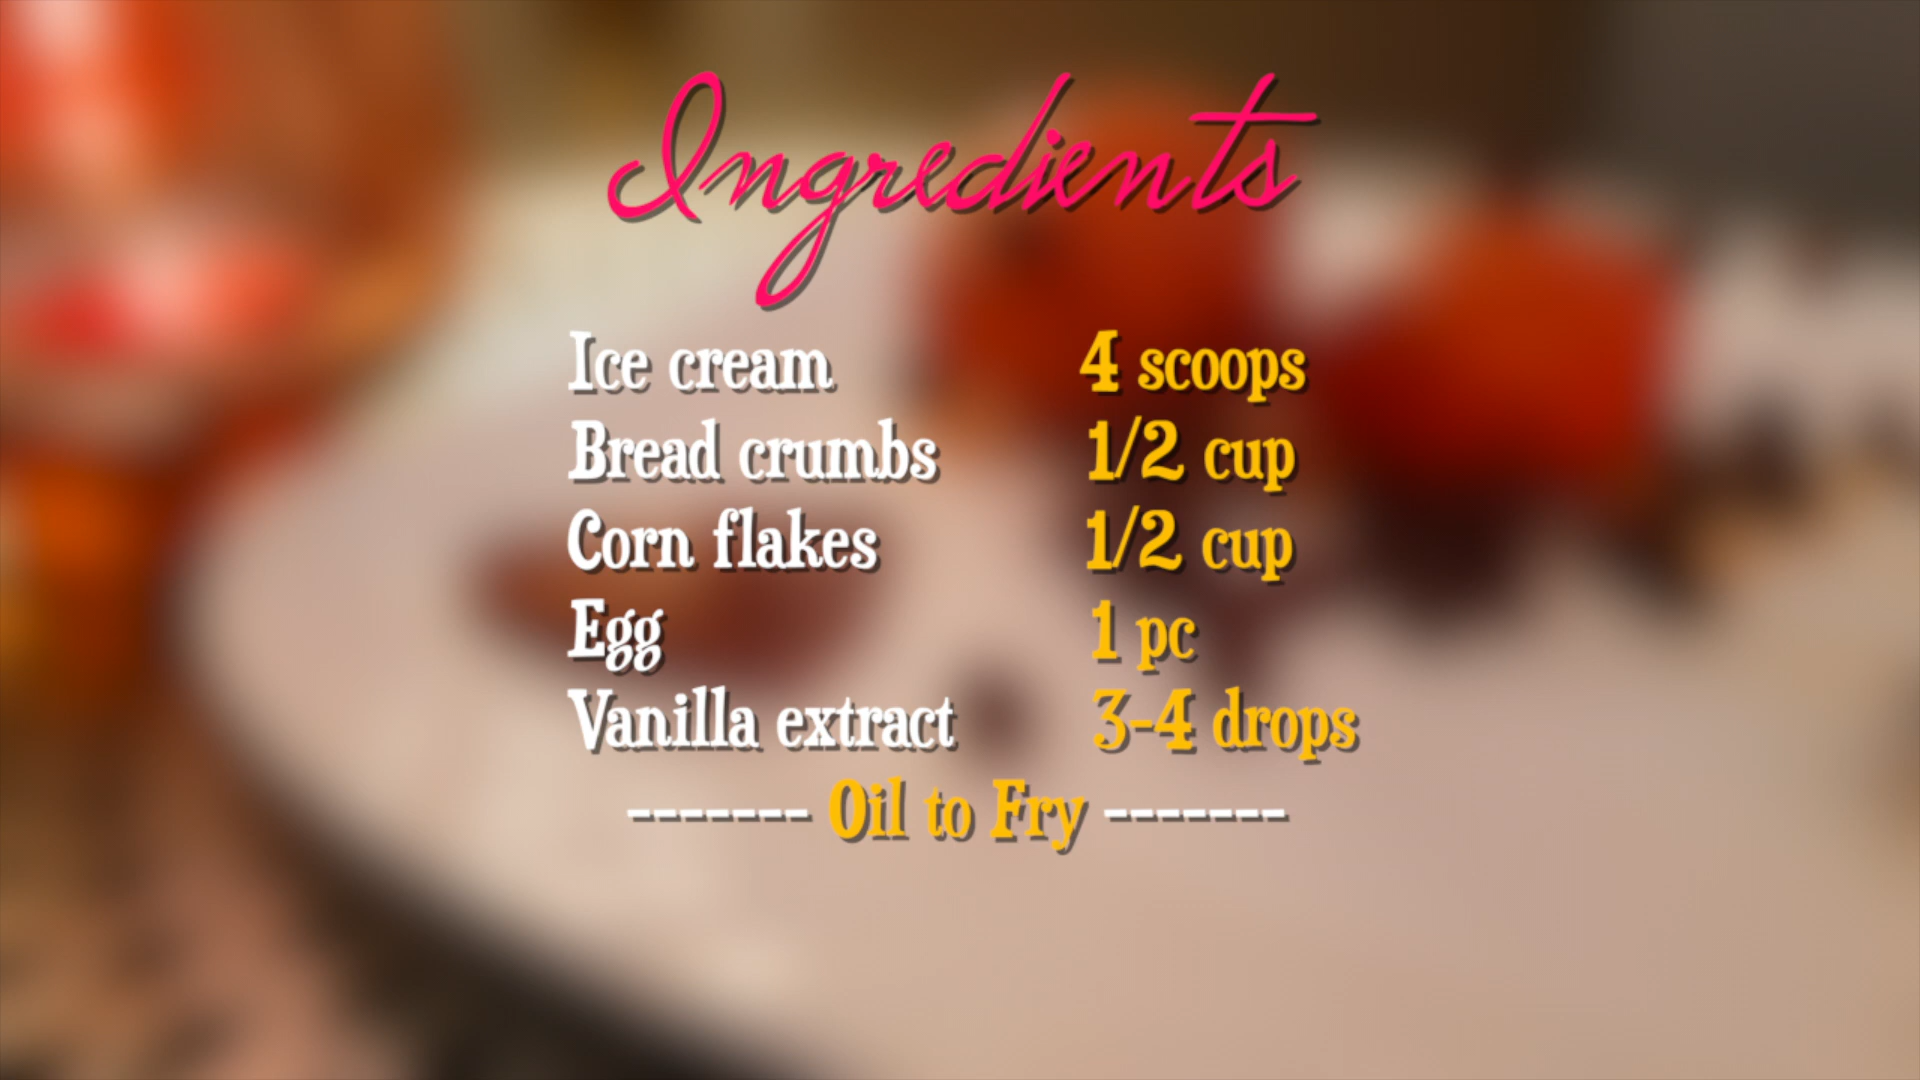 Ingredients
Ice cream 4 scoops
Bread crumbs 1/2 cup
Corn flakes 1/2 cup
Egg 1 pc
Vanilla extract 3-4 drops
------- Oil to Fry -------